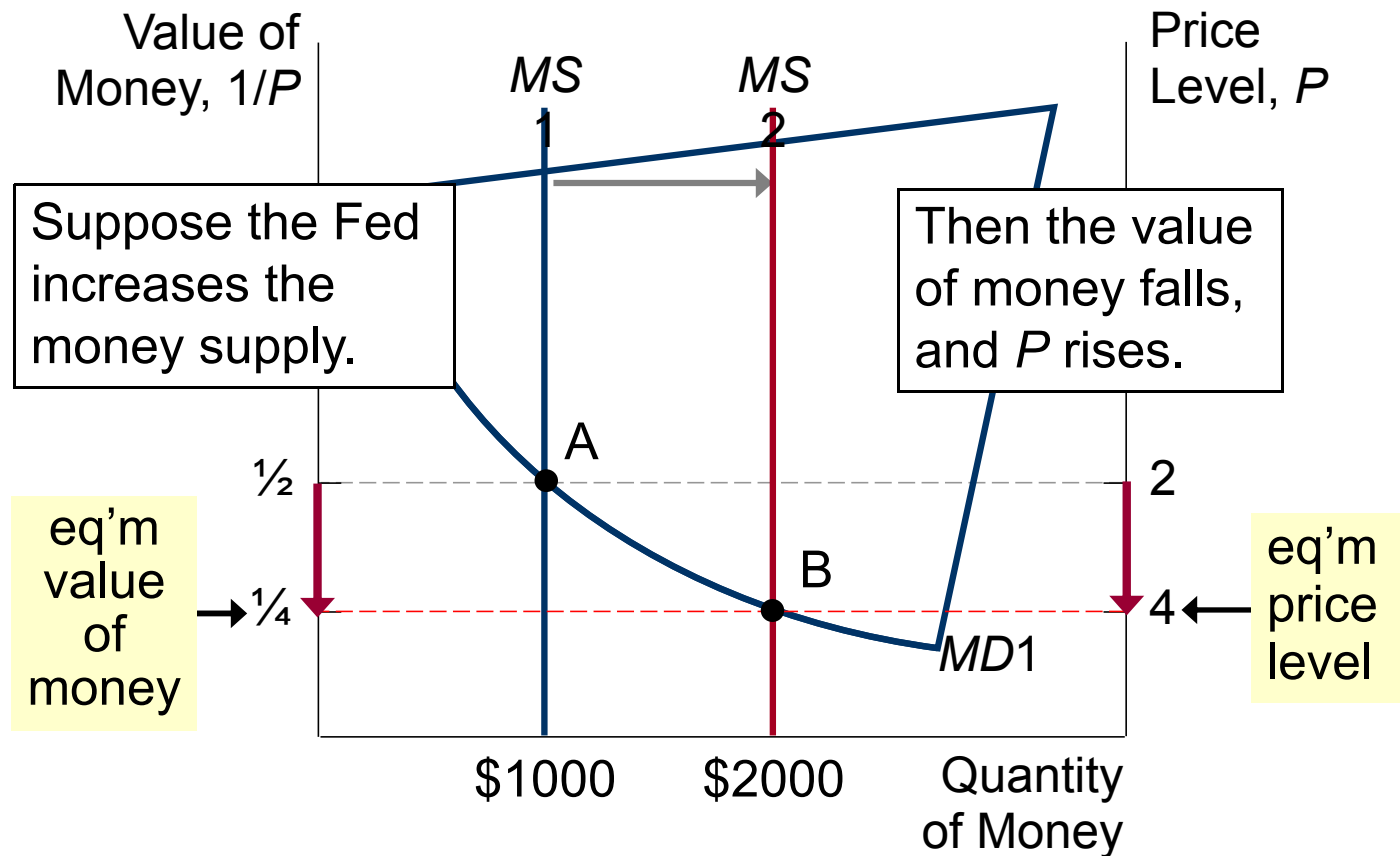 Value of
Money, 1/P
Price
Level, P
MS
1
MS
2
Suppose the Fed
increases the
money supply.
Then the value
of money falls,
and P rises.
A
½
2
eq’m
value
of
money
B
¼
4
eq’m
price
level
MD1
$1000
$2000
Quantity
of Money